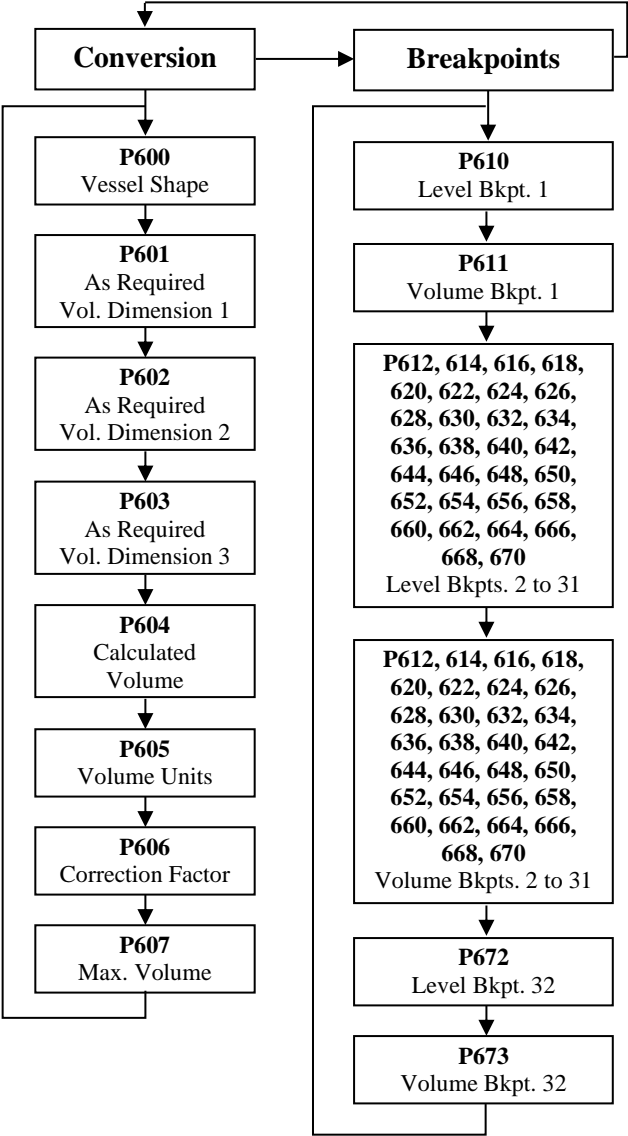 Conversion
P600
Vessel Shape
P601
As Required
Vol. Dimension 1
P602
As Required
Vol. Dimension 2
P603
As Required
Vol. Dimension 3
P604
Calculated
Volume
P605
Volume Units
P606
Correction Factor
P607
Max. Volume
Breakpoints
P610
Level Bkpt. 1
P611
Volume Bkpt. 1
P612, 614, 616, 618,
620, 622, 624, 626,
628, 630, 632, 634,
636, 638, 640, 642,
644, 646, 648, 650,
652, 654, 656, 658,
660, 662, 664, 666,
668, 670
Level Bkpts. 2 to 31
P612, 614, 616, 618,
620, 622, 624, 626,
628, 630, 632, 634,
636, 638, 640, 642,
644, 646, 648, 650,
652, 654, 656, 658,
660, 662, 664, 666,
668, 670
Volume Bkpts. 2 to 31
P672
Level Bkpt. 32
P673
Volume Bkpt. 32